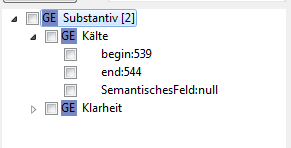 GE Substantiv [2]
GE Kälte
begin:539
end:544
SemantischesFeld:null
GE Klarheit